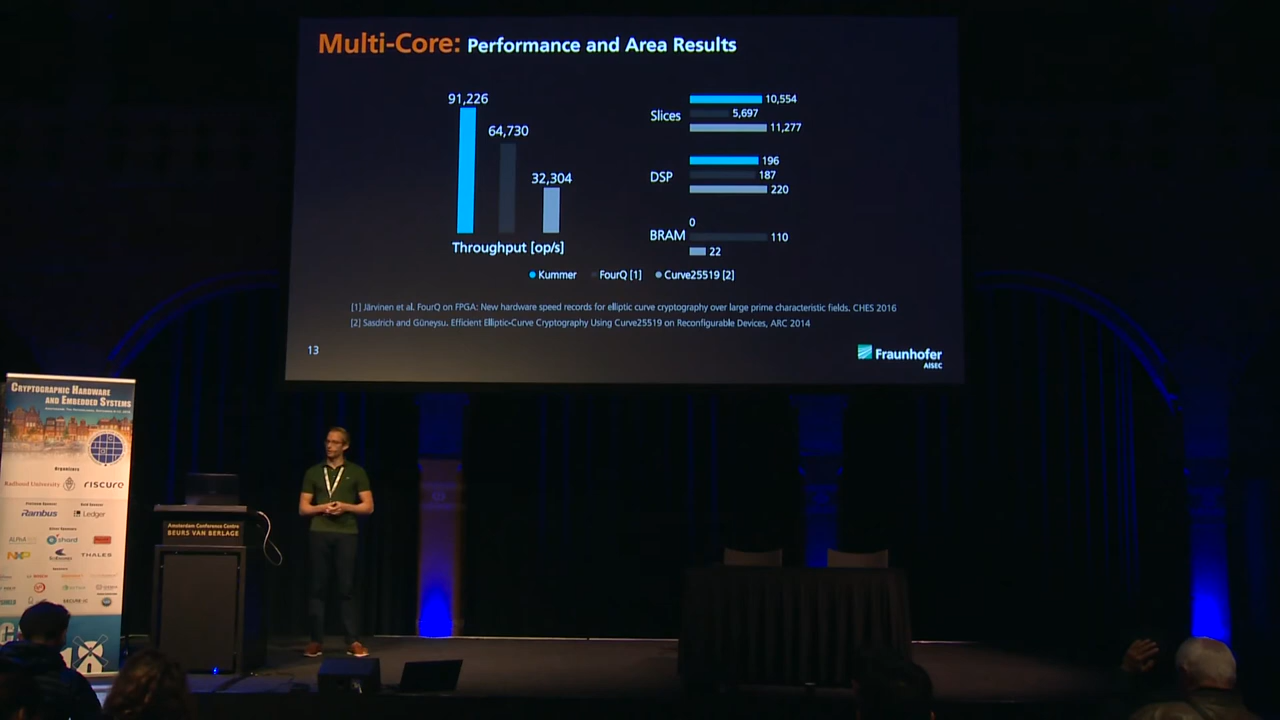 Multi-Core: Performance and Area Results
91,226
64,730
32,304
Throughput [op/s]
Slices
10,554
5,697
11,277
DSP
196
187
220
BRAM
0
110
22
Kummer FourQ [1] Curve25519 [2]
[1] Järvinen et al. FourQ on FPGA: New hardware speed records for elliptic curve cryptography over large prime characteristic fields. CHES 2016
[2] Sasdrich and Güneysu. Efficient Elliptic-Curve Cryptography Using Curve25519 on Reconfigurable Devices, ARC 2014
13
Fraunhofer
AISEC
Cryptographic Hardware
and Embedded Systems
Organizers
Radboud University
riscure
Rambus
Ledger
shard
NXP
THALES
Amsterdam Conference Centre
BEURS VAN BERLAGE